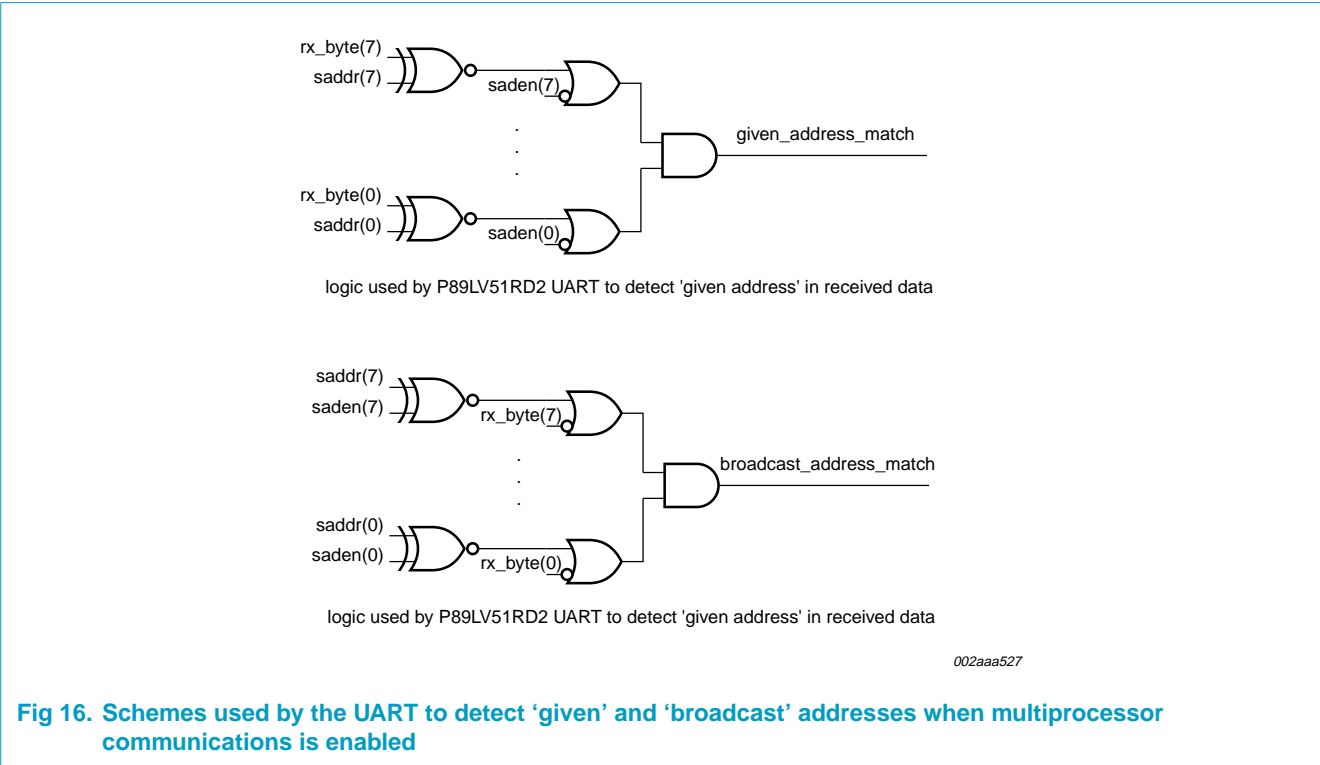 rx_byte(7)
saddr(7)
saden(7)
.
.
.
given_address_match
rx_byte(0)
saddr(0)
saden(0)
logic used by P89LV51RD2 UART to detect 'given address' in received data
saddr(7)
saden(7)
rx_byte(7)
.
.
.
broadcast_address_match
saddr(0)
saden(0)
rx_byte(0)
logic used by P89LV51RD2 UART to detect 'given address' in received data
002aaa527
Fig 16. Schemes used by the UART to detect ‘given’ and ‘broadcast’ addresses when multiprocessor
communications is enabled